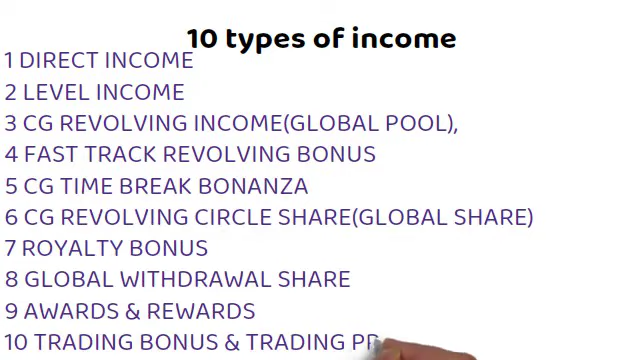 10 types of income
1 DIRECT INCOME
2 LEVEL INCOME
3 CG REVOLVING INCOME(GLOBAL POOL),
4 FAST TRACK REVOLVING BONUS
5 CG TIME BREAK BONANZA
6 CG REVOLVING CIRCLE SHARE(GLOBAL SHARE)
7 ROYALTY BONUS
8 GLOBAL WITHDRAWAL SHARE
9 AWARDS & REWARDS
10 TRADING BONUS & TRADING